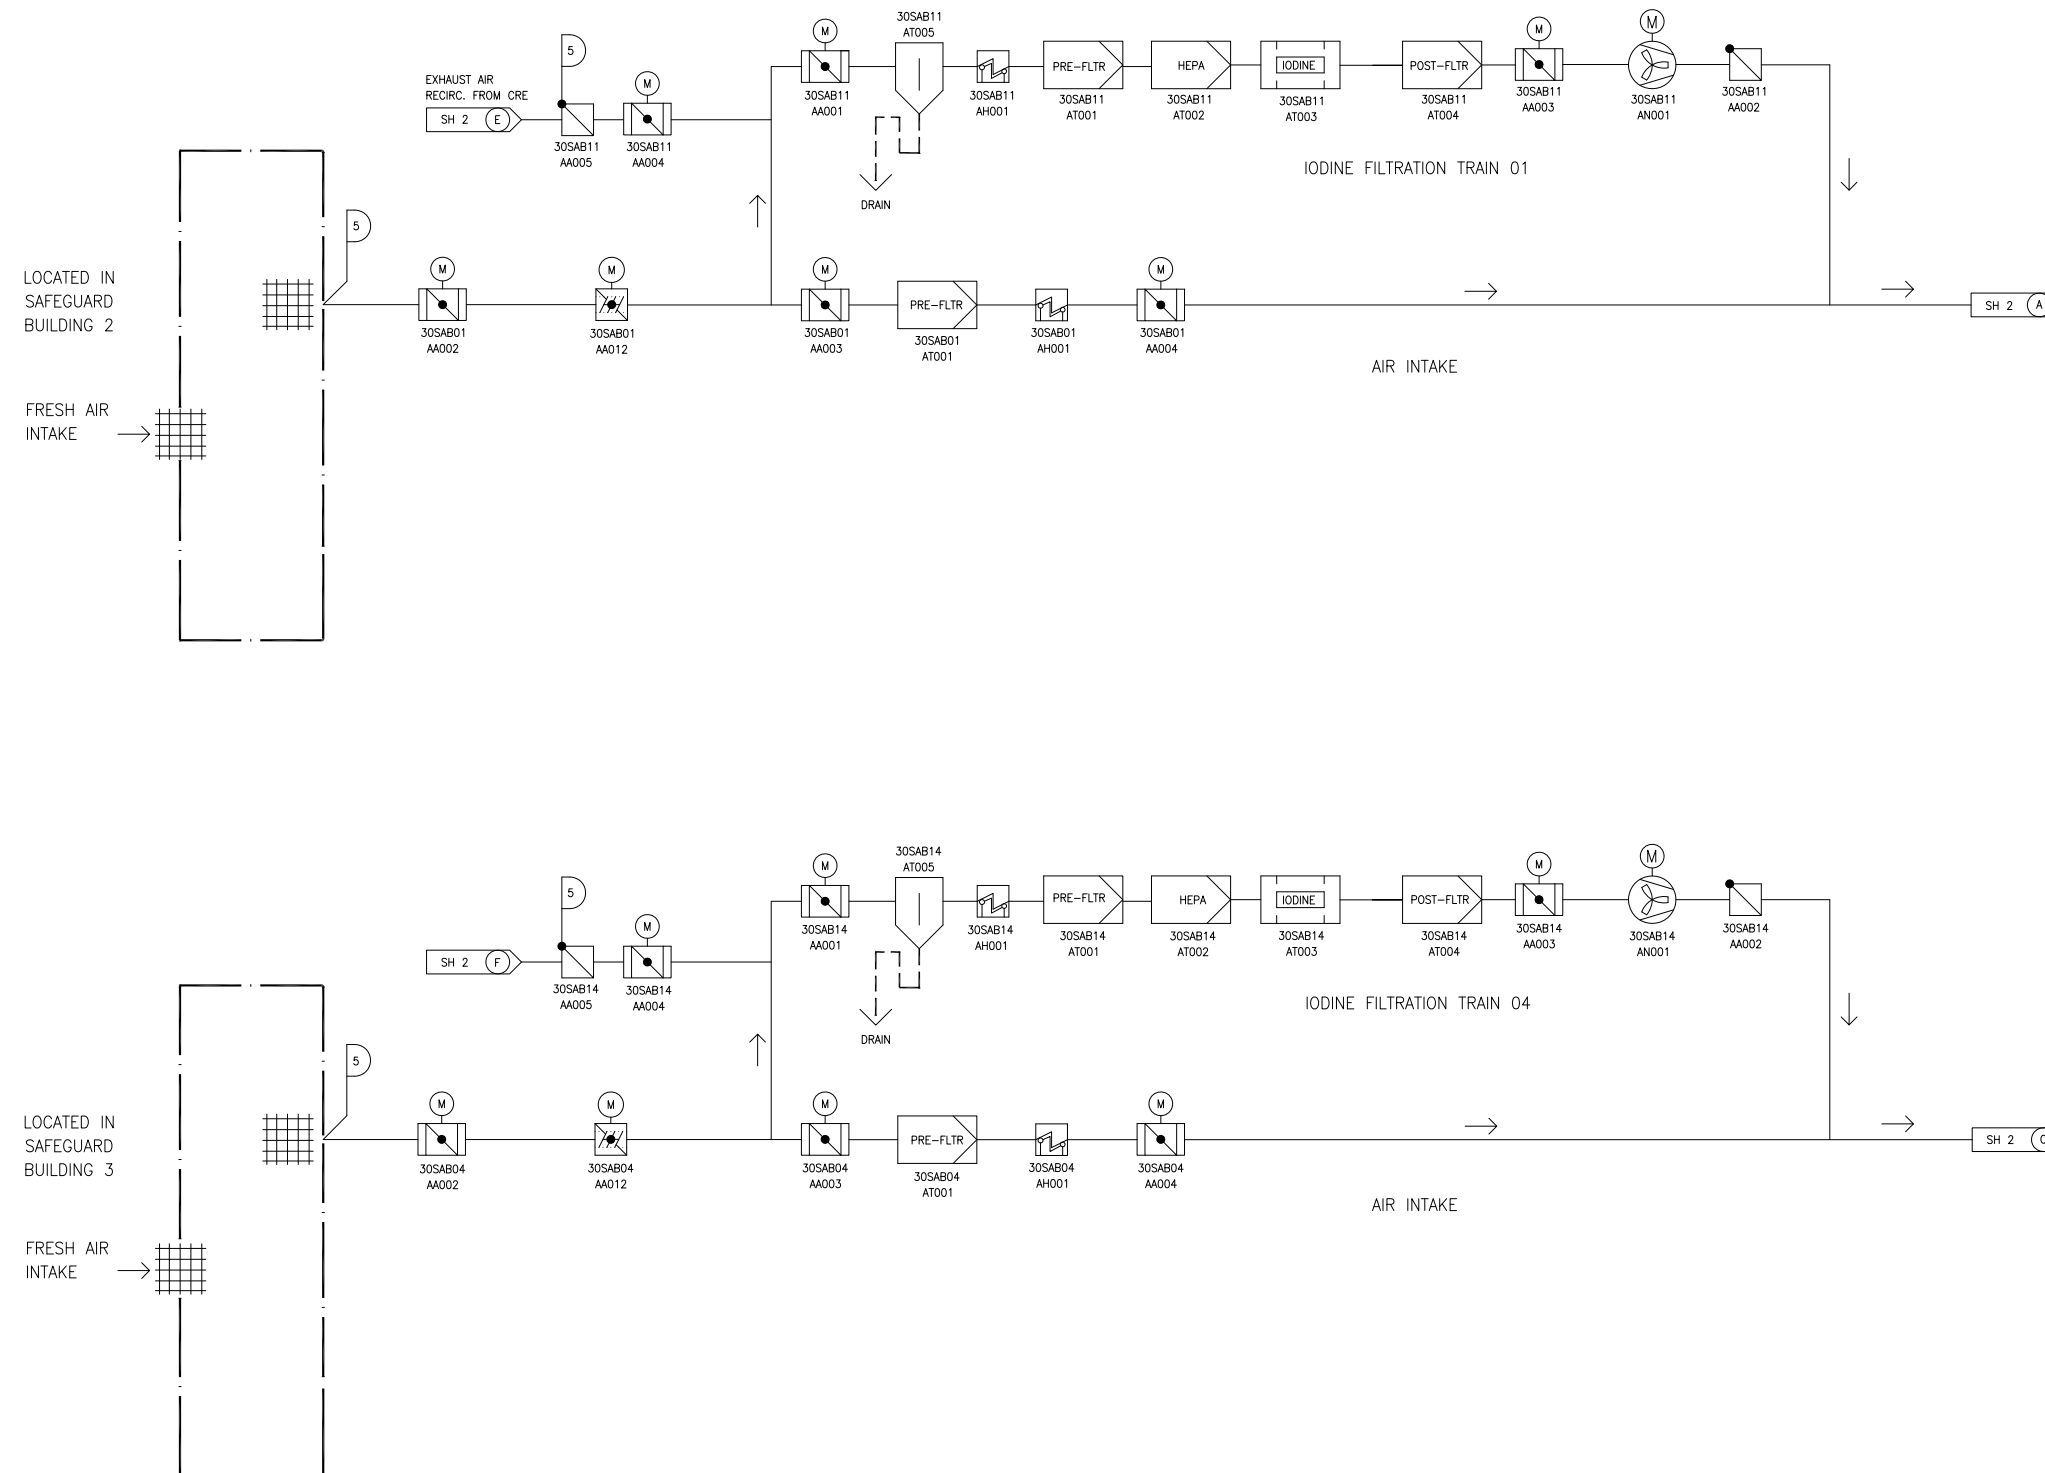 30SAB11
AT005
M
M
M
5
EXHAUST AIR
RECIRC. FROM CRE
M
SH 2 E
PRE-FLTR
HEPA
IODINE
POST-FLTR
30SAB11
AA001
30SAB11
AH001
30SAB11
AT001
30SAB11
AT002
30SAB11
AT003
30SAB11
AT004
30SAB11
AA003
30SAB11
AN001
30SAB11
AA002
30SAB11
AA005
30SAB11
AA004
IODINE FILTRATION TRAIN 01
DRAIN
5
LOCATED IN
SAFEGUARD
BUILDING 2
M
M
M
M
PRE-FLTR
SH 2 A
30SAB01
AA002
30SAB01
AA012
30SAB01
AA003
30SAB01
AT001
30SAB01
AH001
30SAB01
AA004
AIR INTAKE
FRESH AIR
INTAKE
30SAB14
AT005
M
M
M
5
M
SH 2 F
PRE-FLTR
HEPA
IODINE
POST-FLTR
30SAB14
AA001
30SAB14
AH001
30SAB14
AT001
30SAB14
AT002
30SAB14
AT003
30SAB14
AT004
30SAB14
AA003
30SAB14
AN001
30SAB14
AA002
30SAB14
AA005
30SAB14
AA004
IODINE FILTRATION TRAIN 04
DRAIN
5
LOCATED IN
SAFEGUARD
BUILDING 3
M
M
M
M
PRE-FLTR
SH 2
30SAB04
AA002
30SAB04
AA012
30SAB04
AA003
30SAB04
AT001
30SAB04
AH001
30SAB04
AA004
AIR INTAKE
FRESH AIR
INTAKE